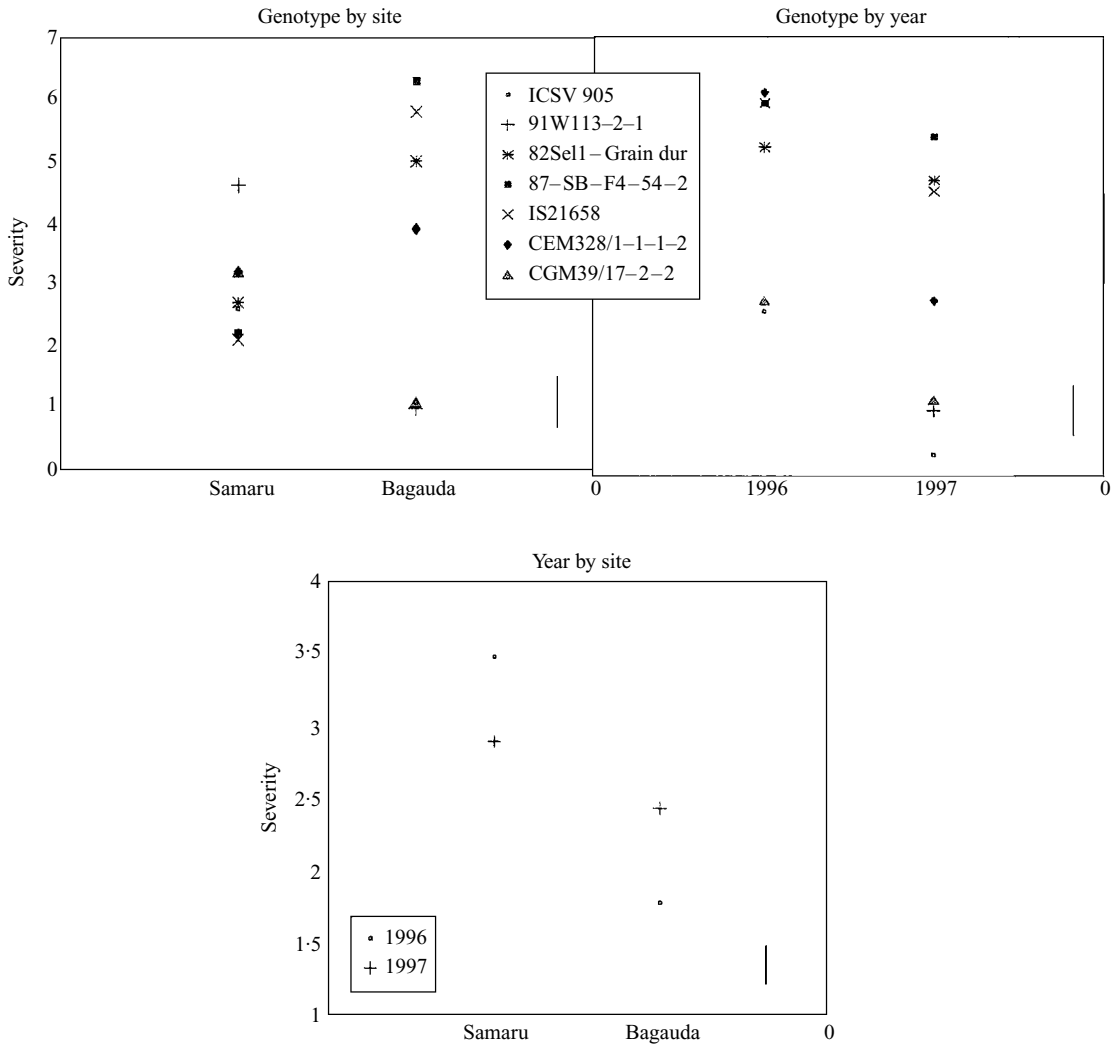 Genotype by site
Genotype by year
7
6
5
4
3
2
1
0
Severity
Samaru
Bagauda
ICSV 905
91W113–2–1
82Sel1–Grain dur
87–SB–F4–54–2
IS21658
CEM328/1–1–1–2
CGM39/17–2–2
0
1996
1997
0
Year by site
4
3·5
3
2·5
2
1·5
1
Severity
1996
1997
Samaru
Bagauda
0